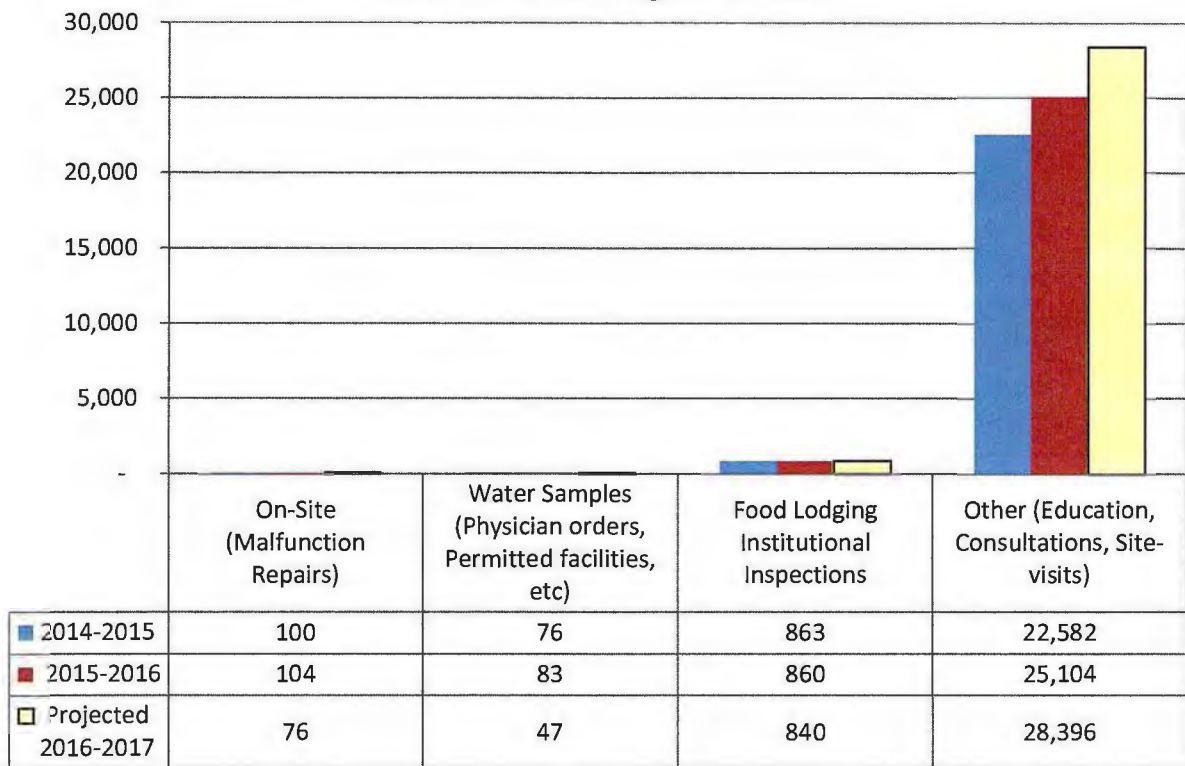 30,000
25,000
20,000
15,000
10,000
5,000
-
On-Site
(Malfunction
Repairs)
Water Samples
(Physician orders,
Permitted facilities,
etc)
Food Lodging
Institutional
Inspections
Other (Education,
Consultations, Site-
visits)
2014-2015 100 76 863 22,582
2015-2016 104 83 860 25,104
Projected
2016-2017 76 47 840 28,396